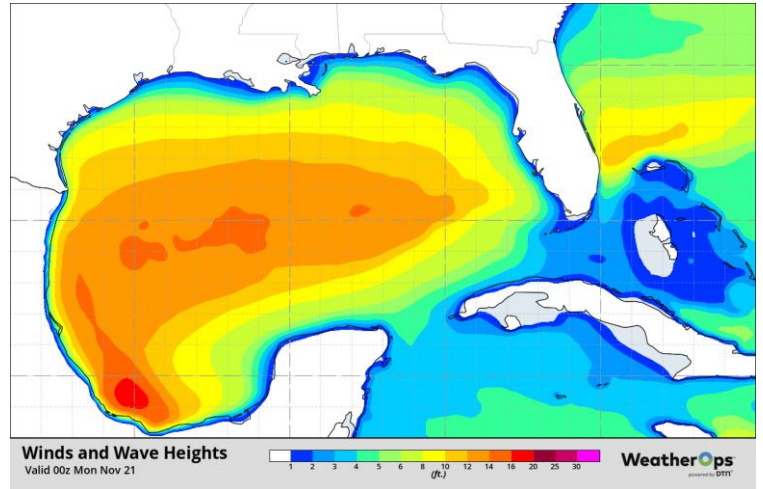 Winds and Wave Heights
Valid 00z Mon Nov 21
1 2 3 4 5 6 8 10 12 14 16 20 25 30
(ft.)
WeatherOps
powered by DTN